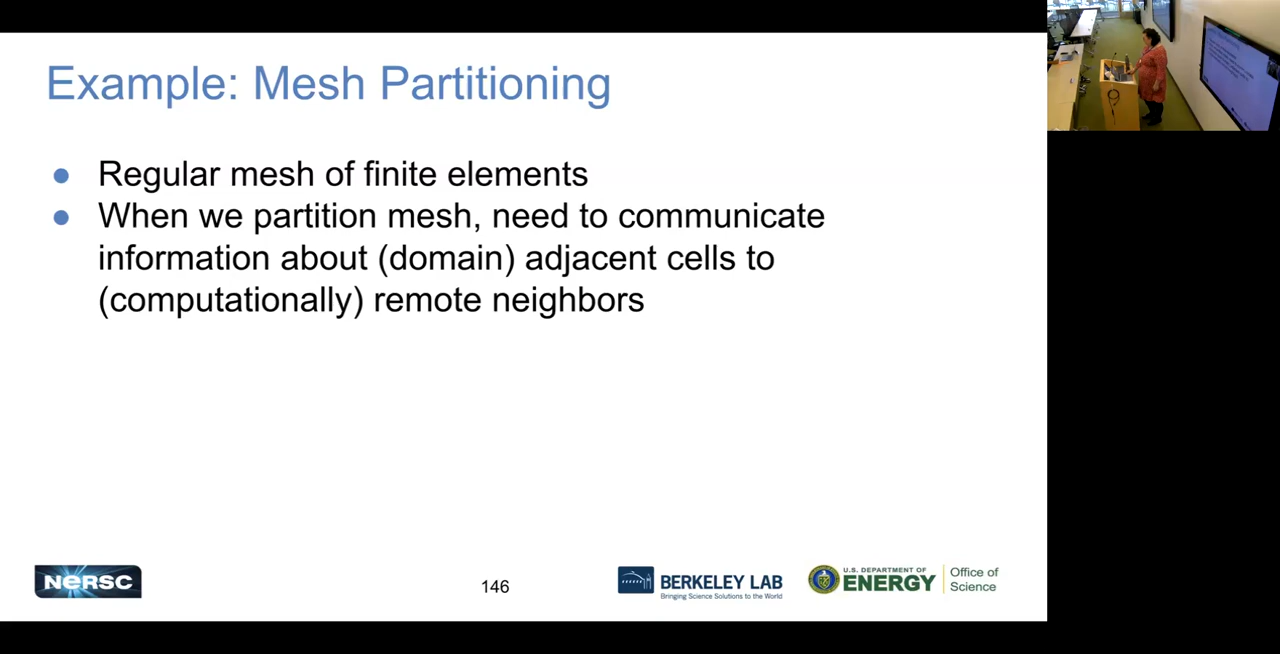 Example: Mesh Partitioning
● Regular mesh of finite elements
● When we partition mesh, need to communicate
information about (domain) adjacent cells to
(computationally) remote neighbors
NERSC
146
BERKELEY LAB
Bringing Science Solutions to the World
U.S. DEPARTMENT OF
ENERGY
Office of
Science